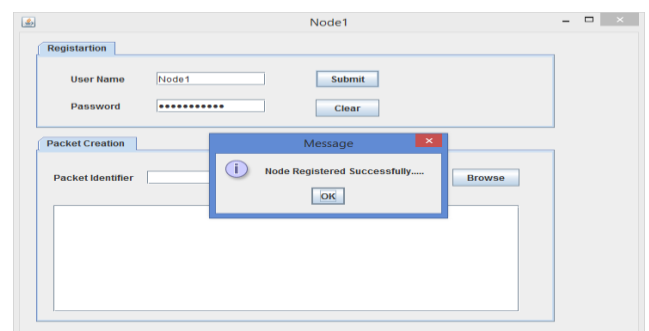 Node1
Registartion
User Name Node1 Submit
Password ●●●●●●●●●●● Clear
Packet Creation
Message
Node Registered Successfully.....
Packet Identifier Browse
OK